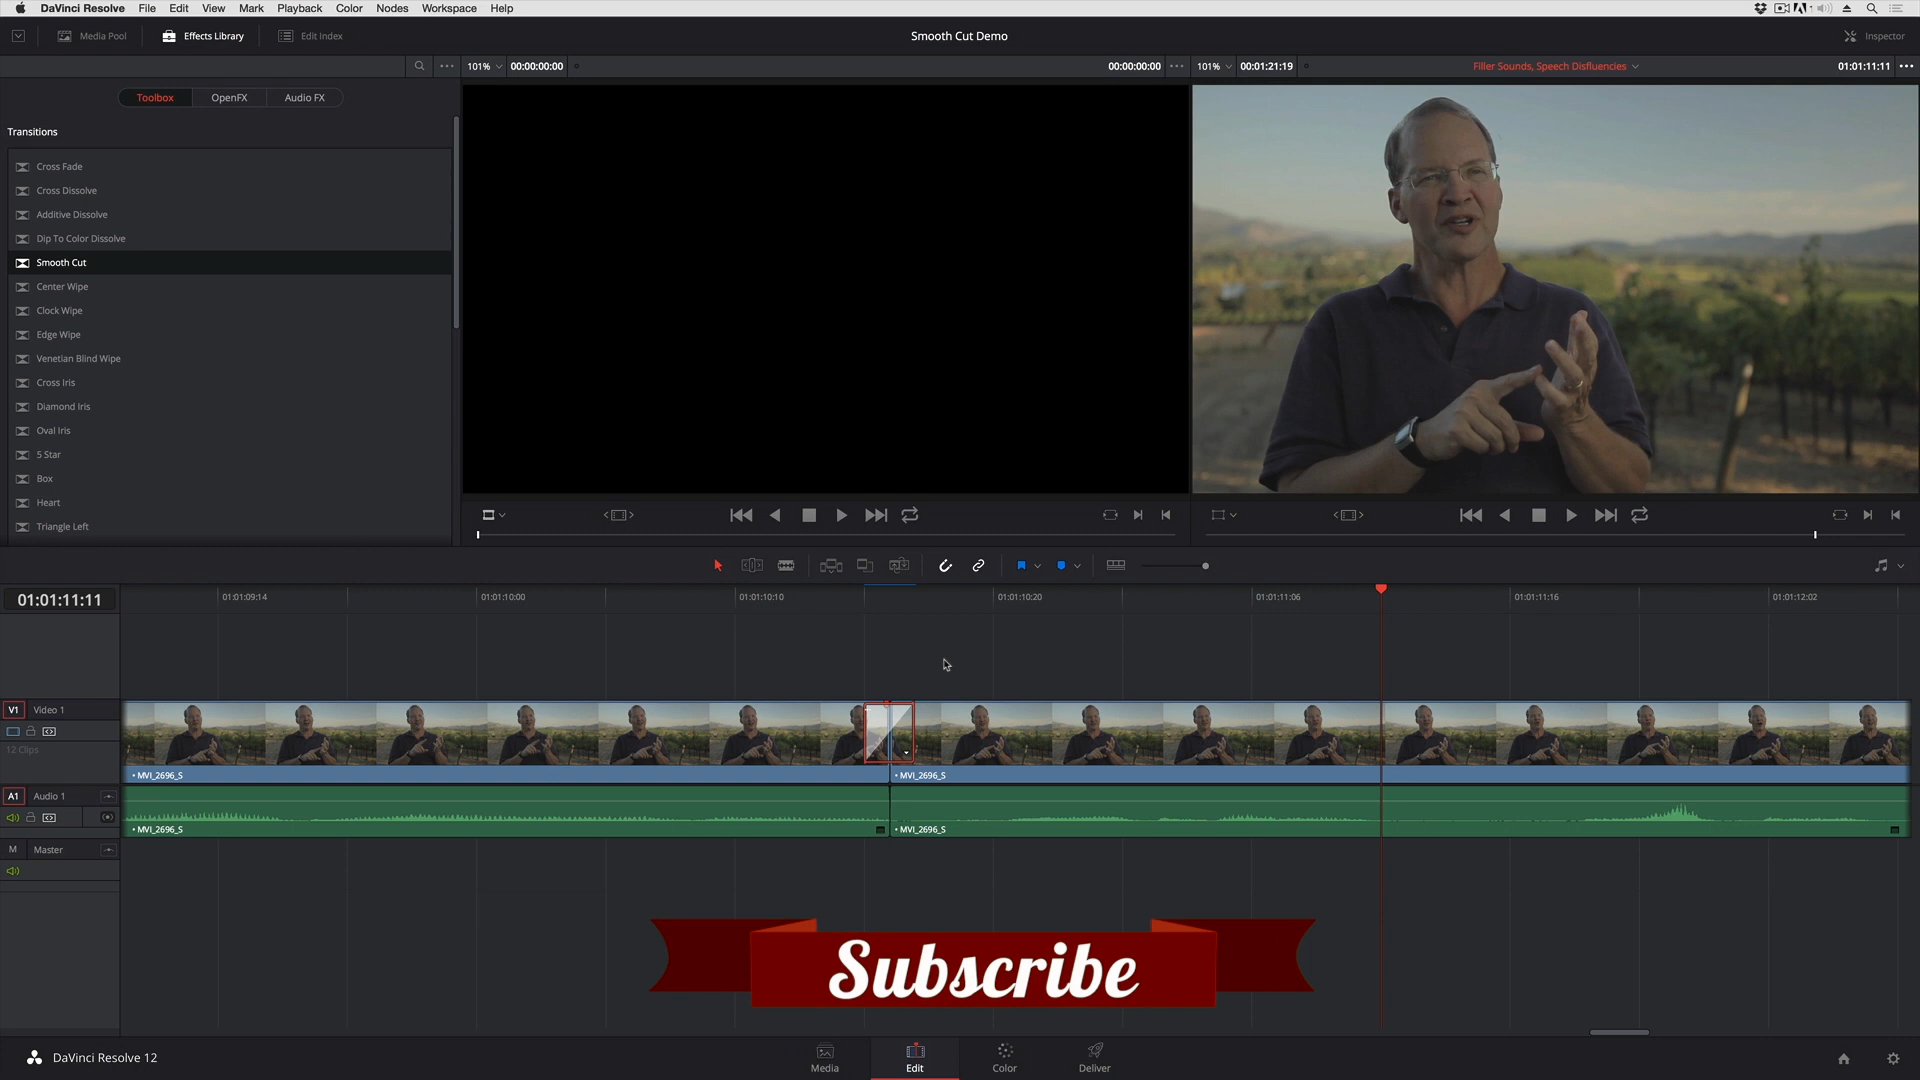 DaVinci Resolve File Edit View Mark Playback Color Nodes Workspace Help
Media Pool Effects Library Edit Index Smooth Cut Demo Inspector
101% 00:00:00:00 00:00:00:00 101% 00:01:21:19 Filler Sounds, Speech Disfluencies 01:01:11:11
Toolbox OpenFX Audio FX
Transitions
Cross Fade
Cross Dissolve
Additive Dissolve
Dip To Color Dissolve
Smooth Cut
Center Wipe
Clock Wipe
Edge Wipe
Venetian Blind Wipe
Cross Iris
Diamond Iris
Oval Iris
5 Star
Box
Heart
Triangle Left
01:01:11:11 01:01:09:14 01:01:10:00 01:01:10:10 01:01:10:20 01:01:11:06 01:01:11:16 01:01:12:02
V1 Video 1
12 Clips
• MVI_2696_S • MVI_2696_S
A1 Audio 1
• MVI_2696_S • MVI_2696_S
M Master
Subscribe
DaVinci Resolve 12 Media Edit Color Deliver